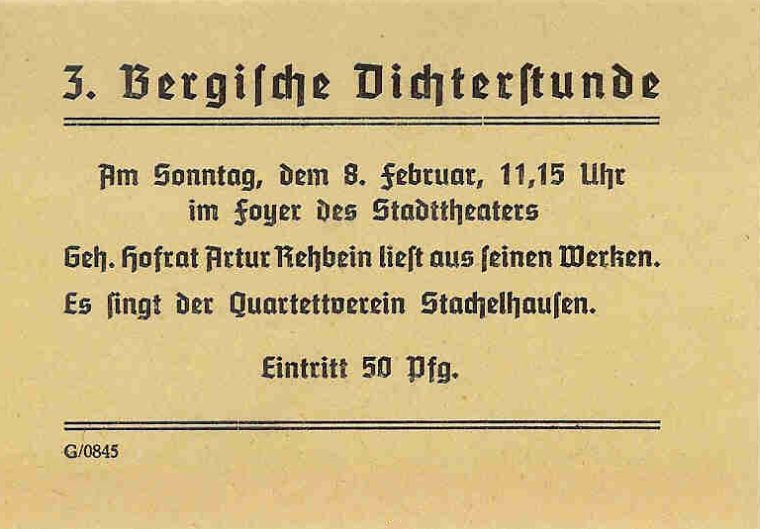 3. Bergische Dichterstunde
Am Sonntag, dem 8. Februar, 11,15 Uhr
im Foyer des Stadttheaters
Geh. Hofrat Artur Rehbein liest aus seinen Werken.
Es singt der Quartettverein Stachelhausen.
Eintritt 50 Pfg.
G/0845